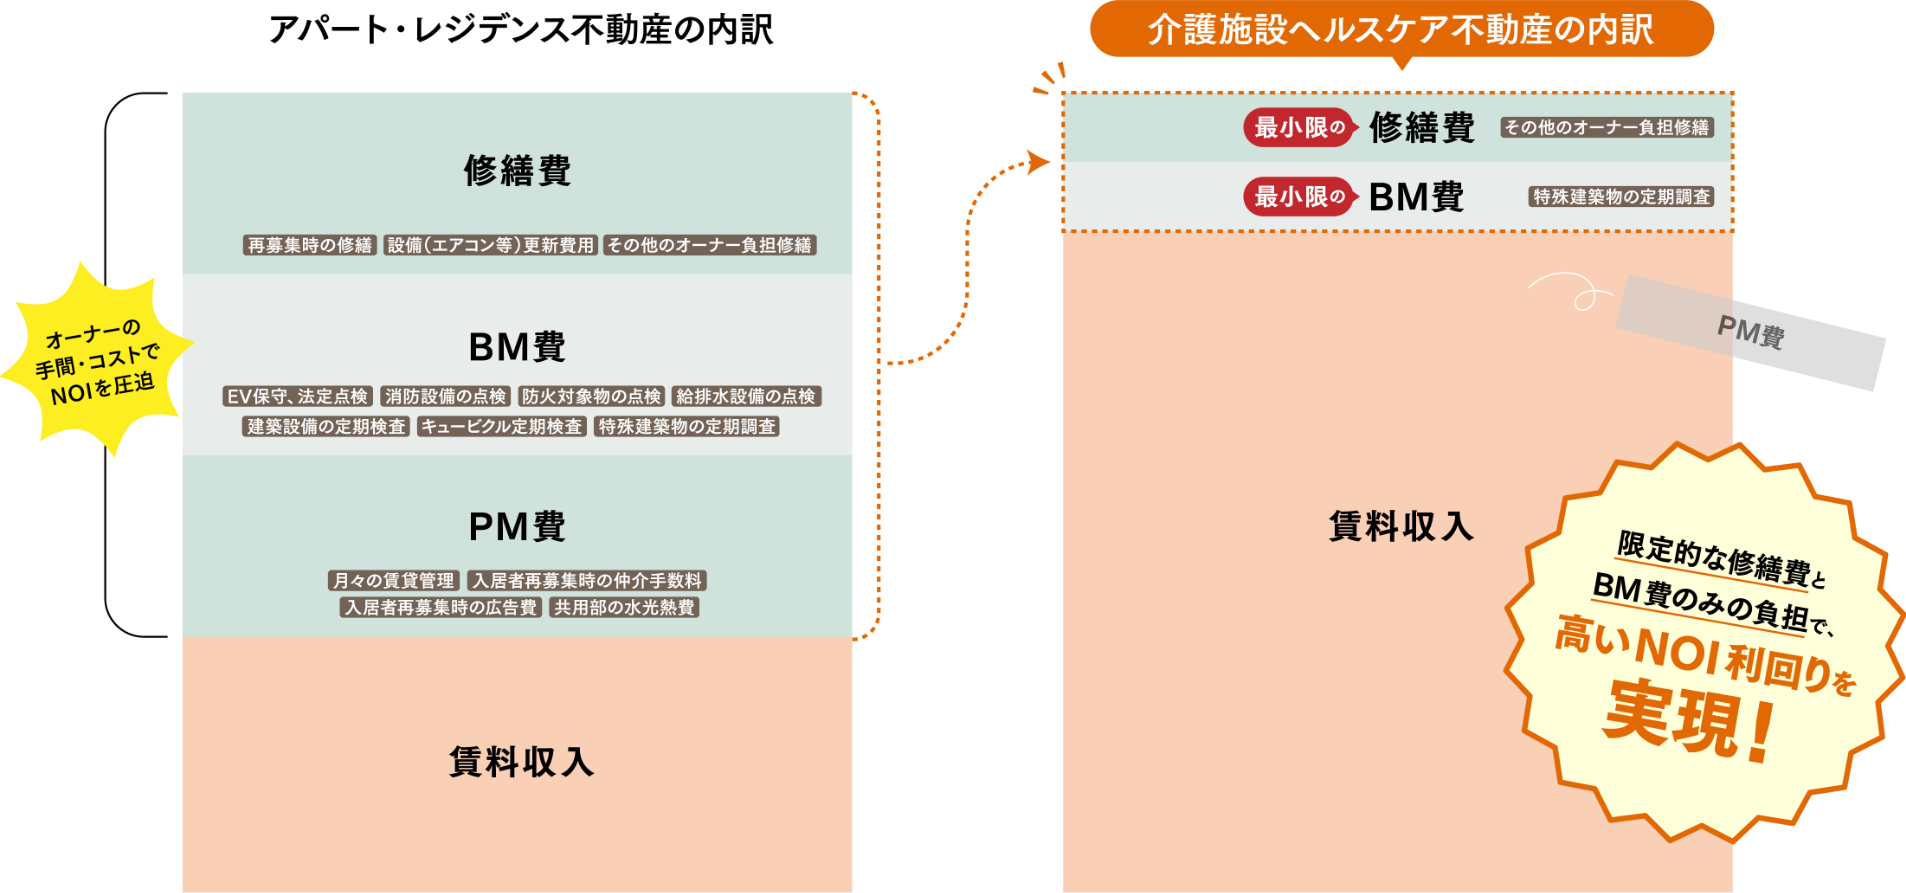 アパート・レジデンス不動産の内訳
修繕費
再募集時の修繕 設備（エアコン等）更新費用 その他のオーナー負担修繕
BM費
EV保守、法定点検 消防設備の点検 防火対象物の点検 給排水設備の点検
建築設備の定期検査 キュービクル定期検査 特殊建築物の定期調査
PM費
月々の賃貸管理 入居者再募集時の仲介手数料
入居者再募集時の広告費 共用部の水光熱費
賃料収入
オーナーの
手間・コストで
NOIを圧迫
介護施設ヘルスケア不動産の内訳
最小限の 修繕費 その他のオーナー負担修繕
最小限の BM費 特殊建築物の定期調査
PM費
賃料収入
限定的な修繕費と
BM費のみの負担で、
高いNOI利回りを
実現！